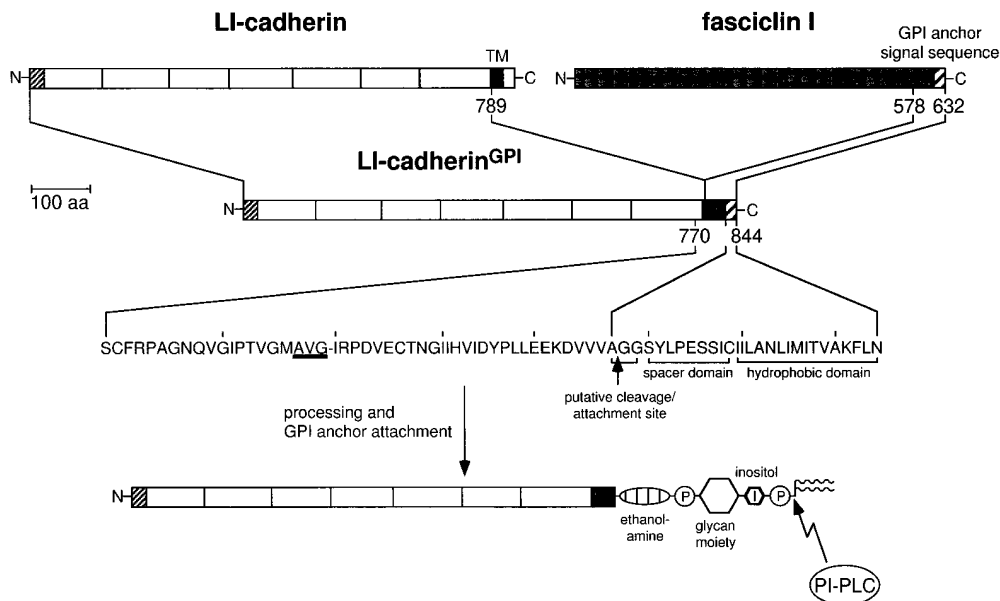 LI-cadherin
fasciclin I
GPI anchor
signal sequence
TM
N
C
N
C
789
578
632
LI-cadherinGPI
100 aa
N
C
770
844
SCFRPAGNQVGIPTVGMAVG-IRPDVECTNGIIHVIDYPLLEEKDVVVAGGSYLPESSICIILANLIMITVAKFLN
spacer domain
hydrophobic domain
putative cleavage/
attachment site
processing and
GPI anchor attachment
inositol
N
P
I
P
ethanol-
amine
glycan
moiety
PI-PLC